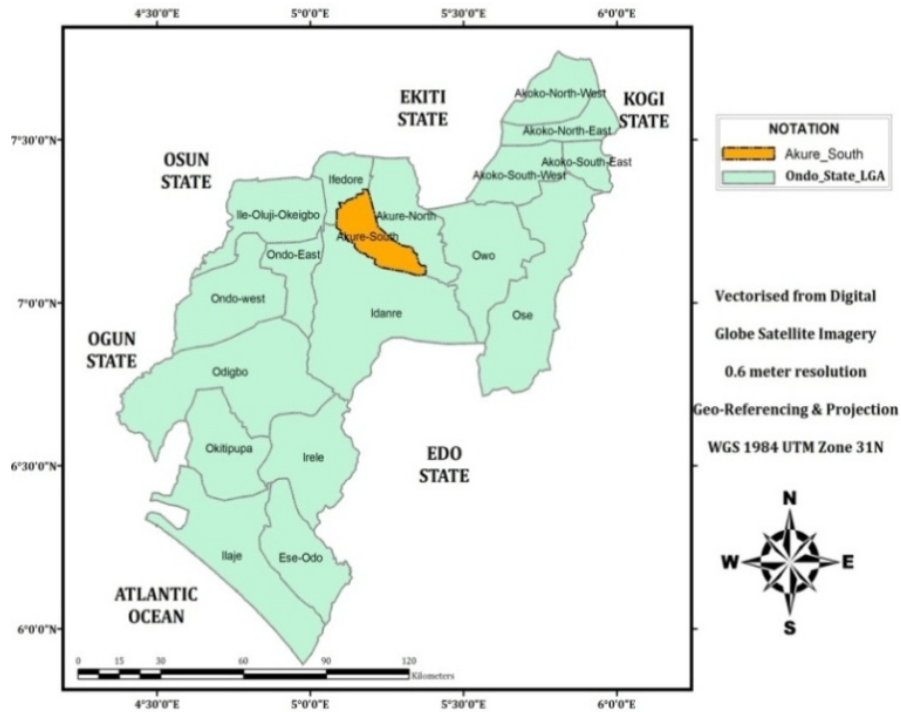 4°30'0"E 5°0'0"E 5°30'0"E 6°0'0"E
7°30'0"N
7°0'0"N
6°30'0"N
6°0'0"N
EKITI
STATE
KOGI
STATE
OSUN
STATE
OGUN
STATE
EDO
STATE
ATLANTIC
OCEAN
Akoko-North-West
Akoko-North-East
Akoko-South-East
Akoko-South-West
Ifedore
Ile-Oluji-Okeigbo
Akure-North
Akure-South
Ondo-East
Owo
Ondo-west
Idanre
Ose
Odigbo
Okitipupa
Irele
Ilaje
Ese-Odo
0 15 30 60 90 120
Kilometers
4°30'0"E 5°0'0"E 5°30'0"E 6°0'0"E
NOTATION
Akure_South
Ondo_State_LGA
Vectorised from Digital
Globe Satellite Imagery
0.6 meter resolution
Geo-Referencing & Projection
WGS 1984 UTM Zone 31N
N
W E
S